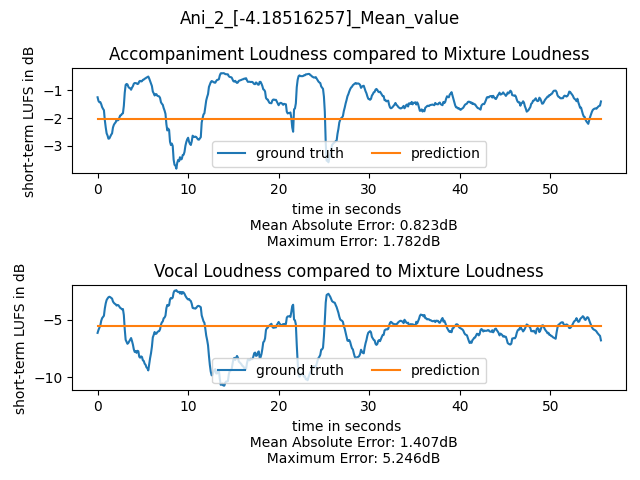 Ani_2_[-4.18516257]_Mean_value
Accompaniment Loudness compared to Mixture Loudness
short-term LUFS in dB
−1
−2
−3
ground truth
prediction
0 10 20 30 40 50
time in seconds
Mean Absolute Error: 0.823dB
Maximum Error: 1.782dB
Vocal Loudness compared to Mixture Loudness
short-term LUFS in dB
−5
−10
ground truth
prediction
0 10 20 30 40 50
time in seconds
Mean Absolute Error: 1.407dB
Maximum Error: 5.246dB